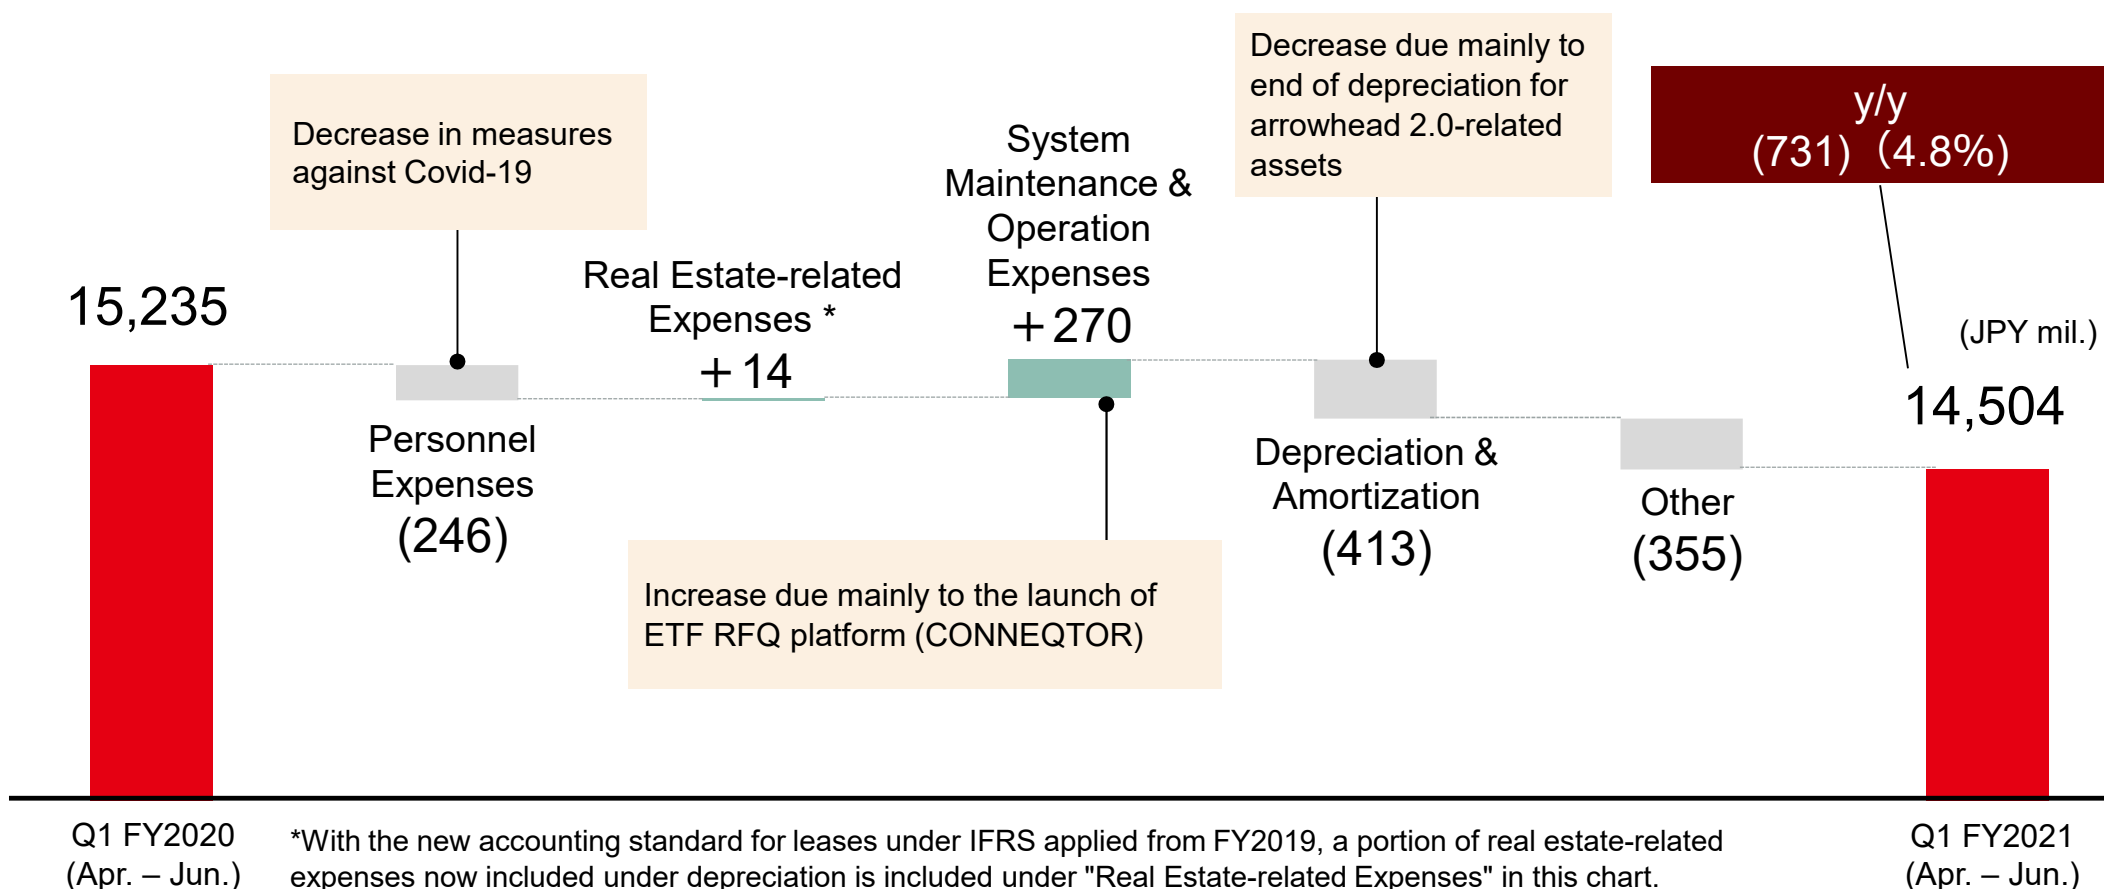 Decrease due mainly to
end of depreciation for
arrowhead 2.0-related
assets
y/y
(731) (4.8%)
Decrease in measures
against Covid-19
System
Maintenance &
Operation
Expenses
+270
Real Estate-related
Expenses *
+14
15,235
(JPY mil.)
14,504
Personnel
Expenses
(246)
Depreciation &
Amortization
(413)
Other
(355)
Increase due mainly to the launch of
ETF RFQ platform (CONNEQTOR)
Q1 FY2020
(Apr. – Jun.)
*With the new accounting standard for leases under IFRS applied from FY2019, a portion of real estate-related
expenses now included under depreciation is included under "Real Estate-related Expenses" in this chart.
Q1 FY2021
(Apr. – Jun.)